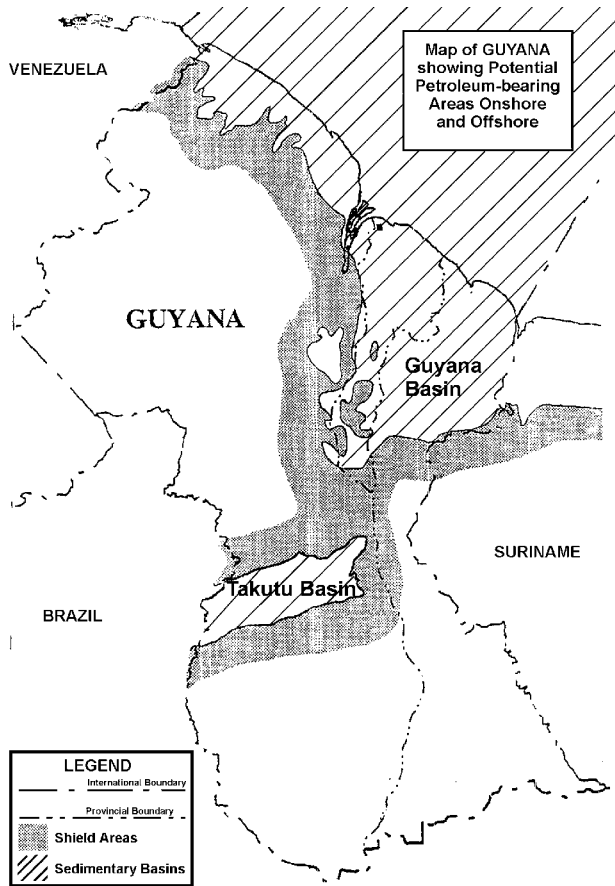 Map of GUYANA
showing Potential
Petroleum-bearing
Areas Onshore
and Offshore
VENEZUELA
GUYANA
Guyana
Basin
SURINAME
Takutu Basin
BRAZIL
LEGEND
International Boundary
Provincial Boundary
Shield Areas
Sedimentary Basins